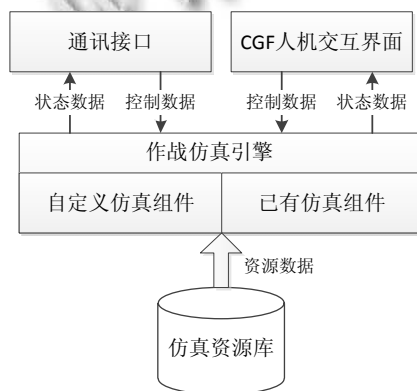 通讯接口
CGF人机交互界面
状态数据
控制数据
控制数据
状态数据
作战仿真引擎
自定义仿真组件
已有仿真组件
资源数据
仿真资源库